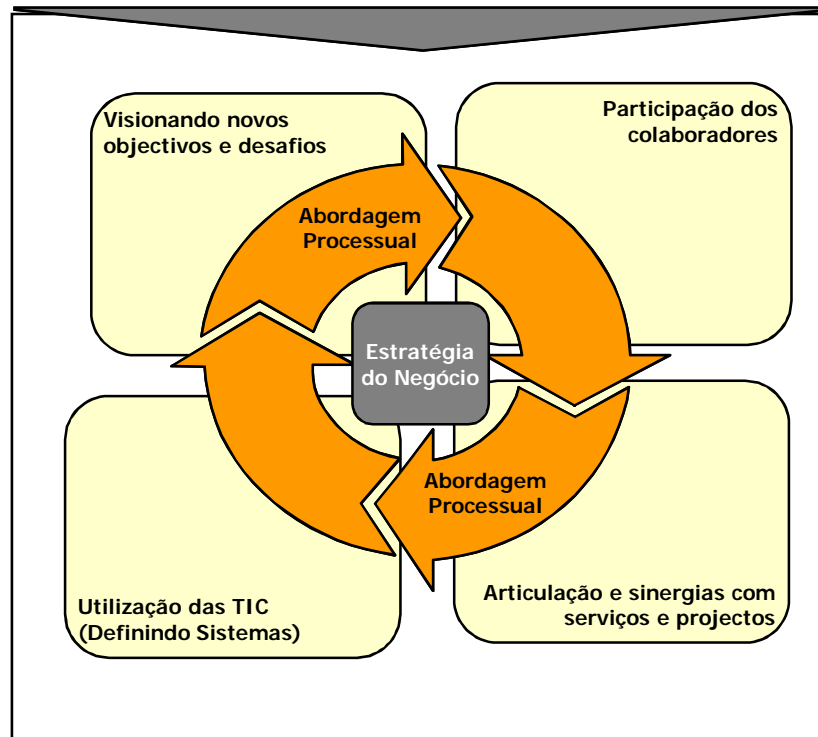 Visionando novos
objectivos e desafios
Participação dos
colaboradores
Abordagem
Processual
Estratégia
do Negócio
Abordagem
Processual
Utilização das TIC
(Definindo Sistemas)
Articulação e sinergias com
serviços e projectos